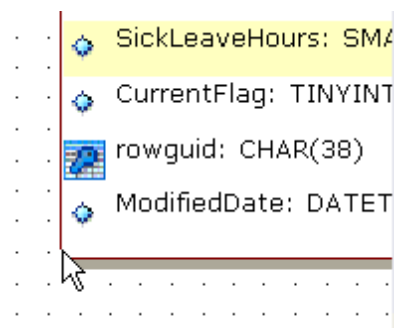 SickLeaveHours: SMA
CurrentFlag: TINYINT
rowguid: CHAR(38)
ModifiedDate: DATET